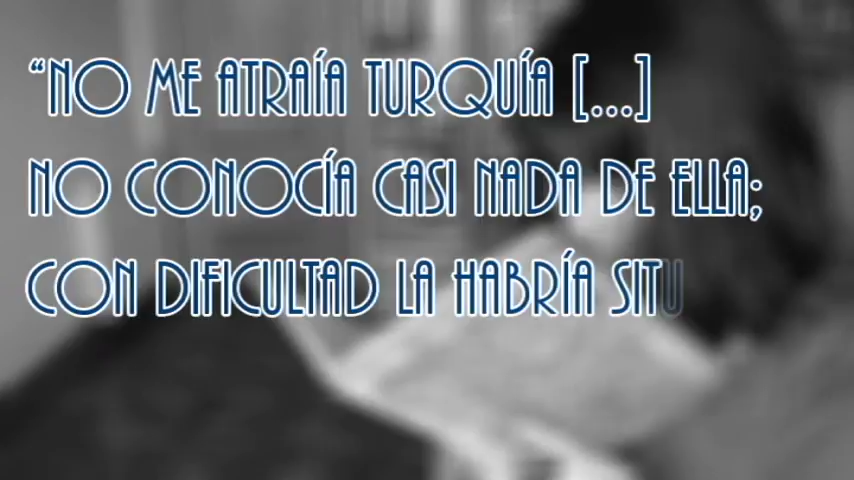 “NO ME ATRAÍA TURQUÍA [...]
NO CONOCÍA CASI NADA DE ELLA;
CON DIFICULTAD LA HABRÍA SITU